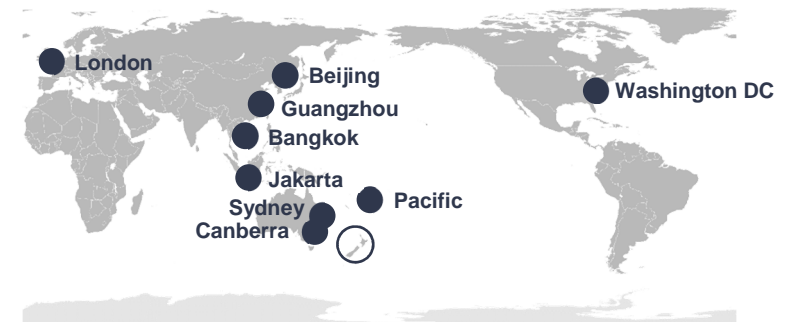 London
Beijing
Washington DC
Guangzhou
Bangkok
Jakarta
Pacific
Sydney
Canberra